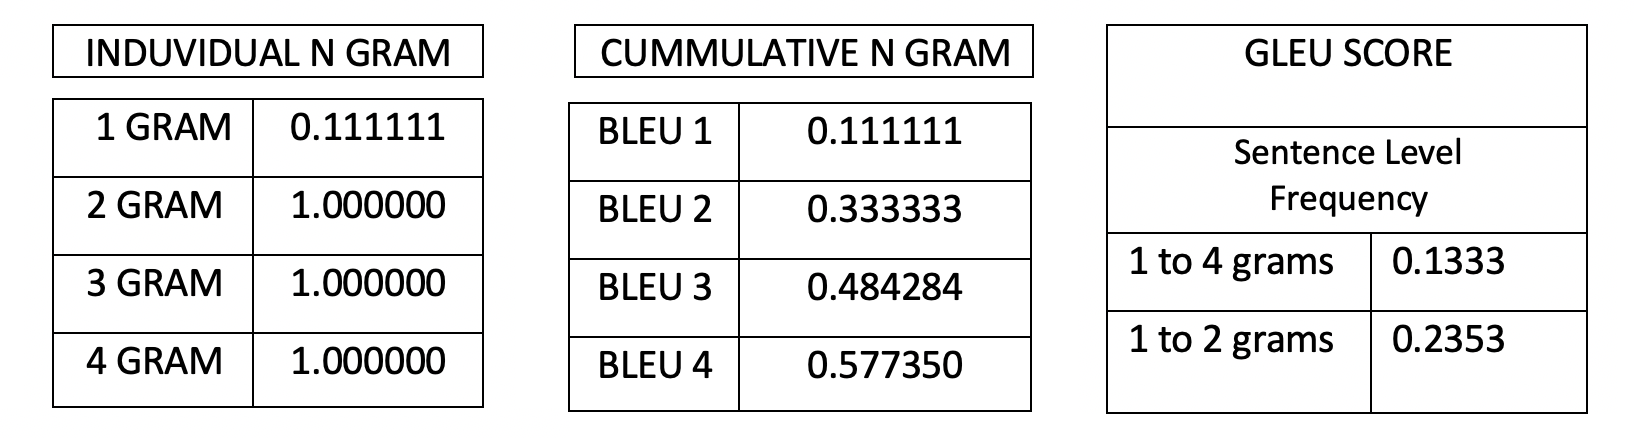 INDUVIDUAL N GRAM
1 GRAM 0.111111
2 GRAM 1.000000
3 GRAM 1.000000
4 GRAM 1.000000
CUMMULATIVE N GRAM
BLEU 1 0.111111
BLEU 2 0.333333
BLEU 3 0.484284
BLEU 4 0.577350
GLEU SCORE
Sentence Level
Frequency
1 to 4 grams 0.1333
1 to 2 grams 0.2353